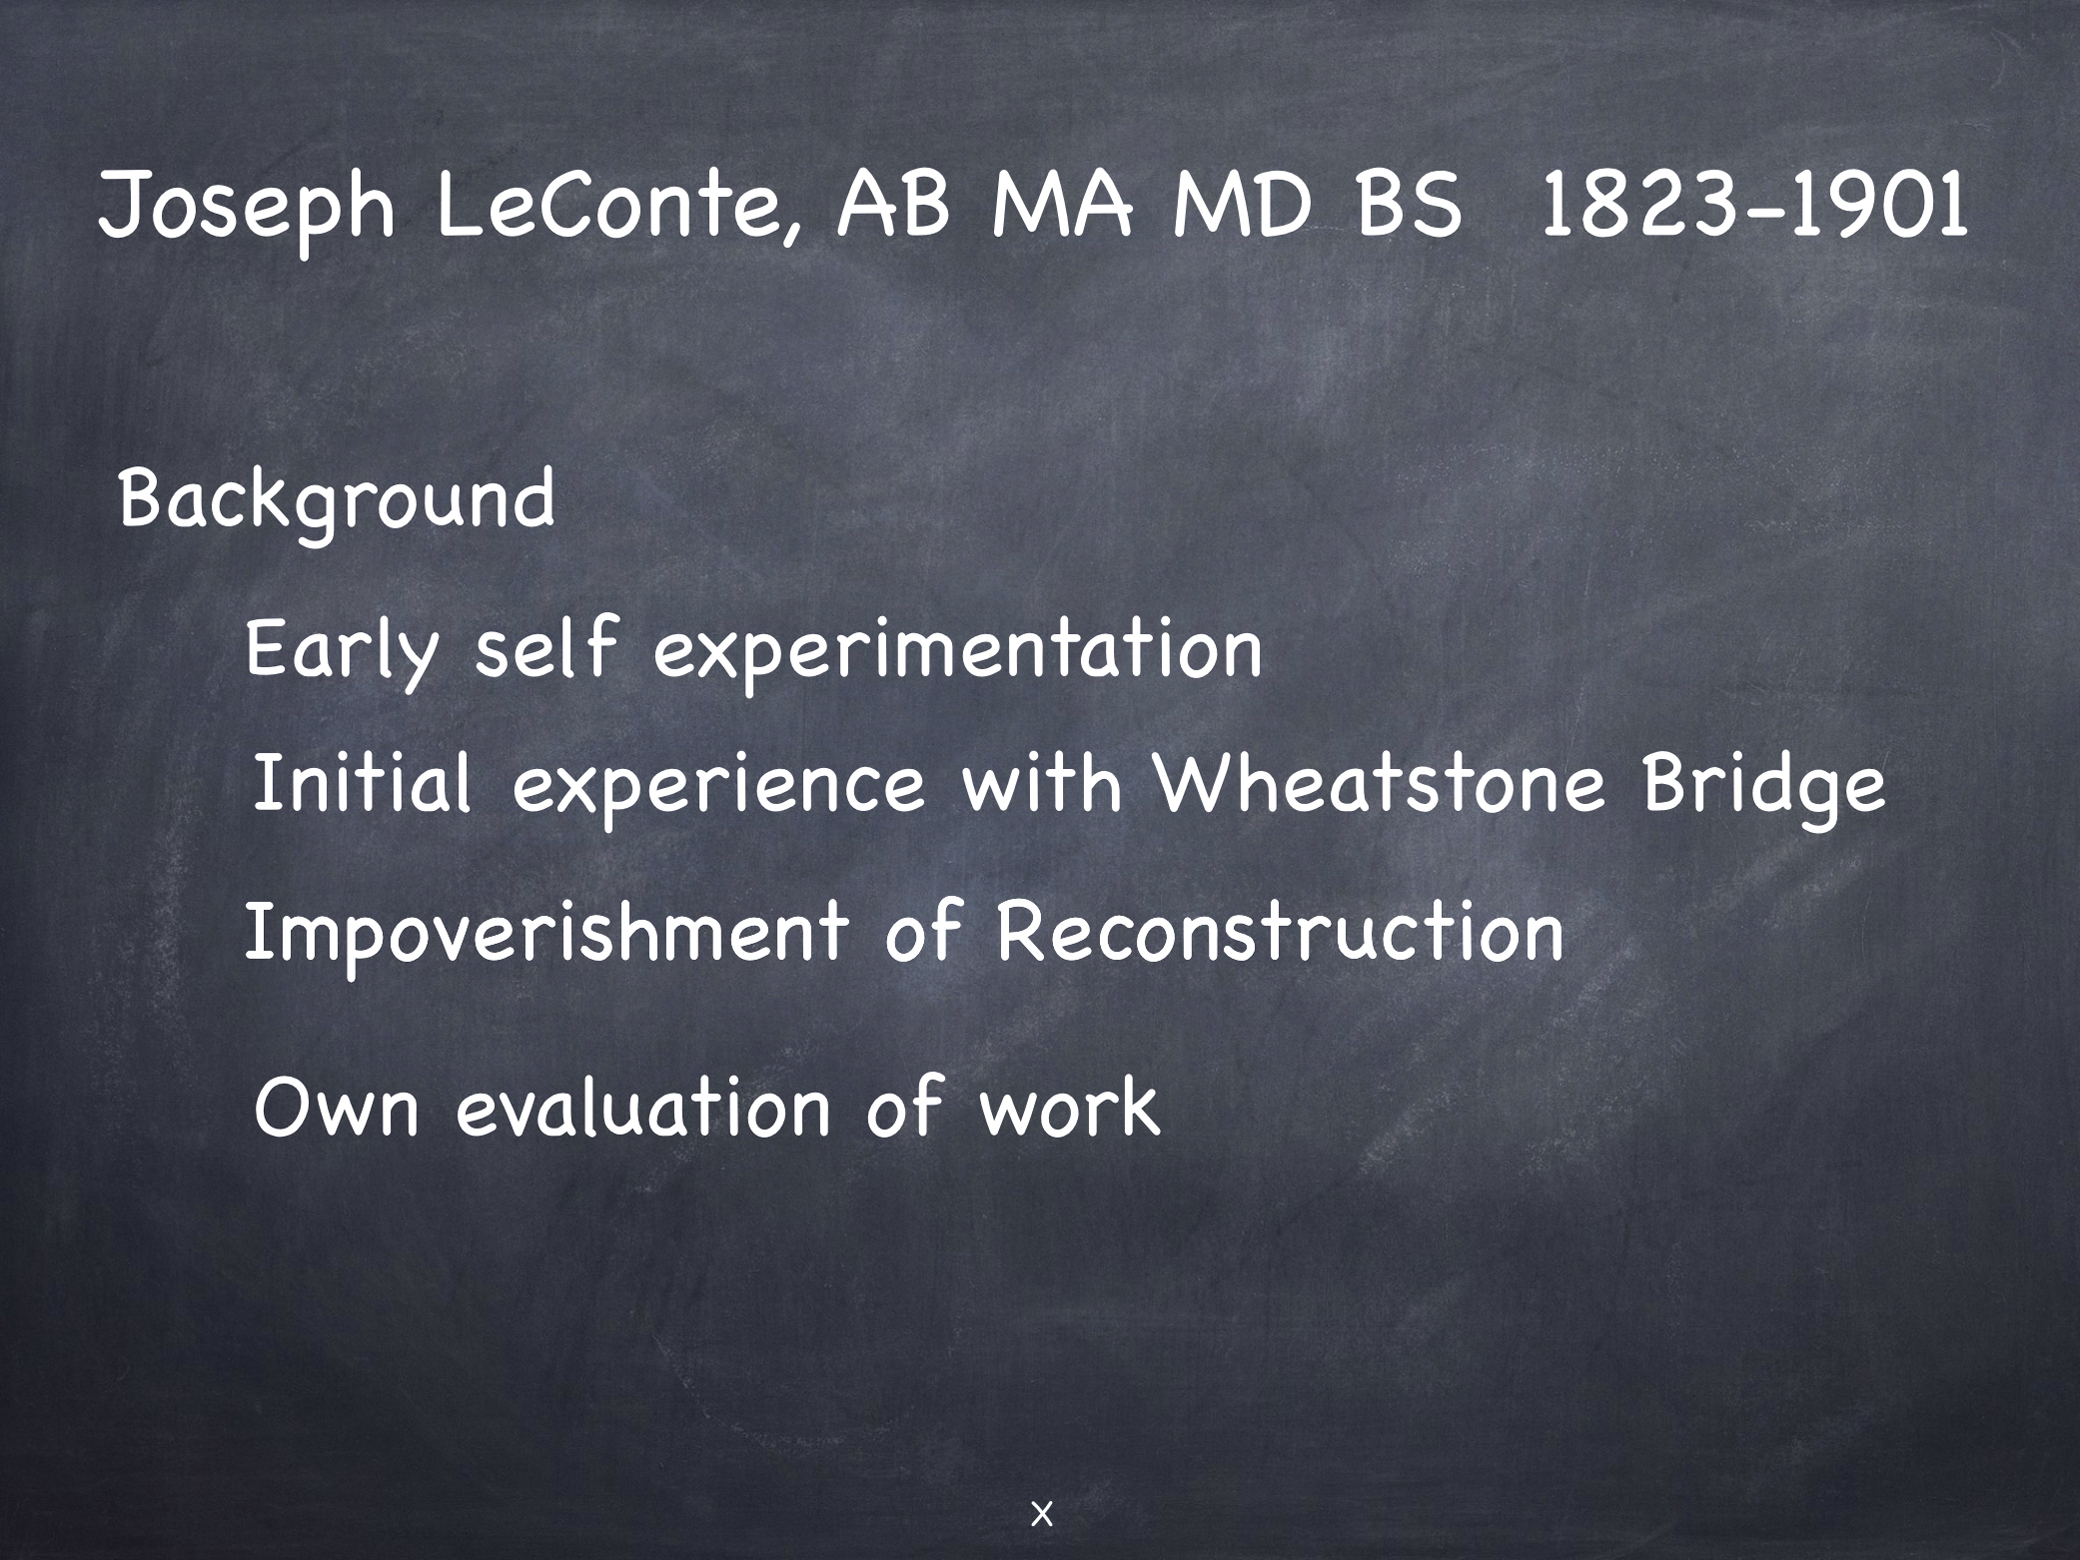 Joseph LeConte, AB MA MD BS 1823-1901
Background
Early self experimentation
Initial experience with Wheatstone Bridge
Impoverishment of Reconstruction
Own evaluation of work
x